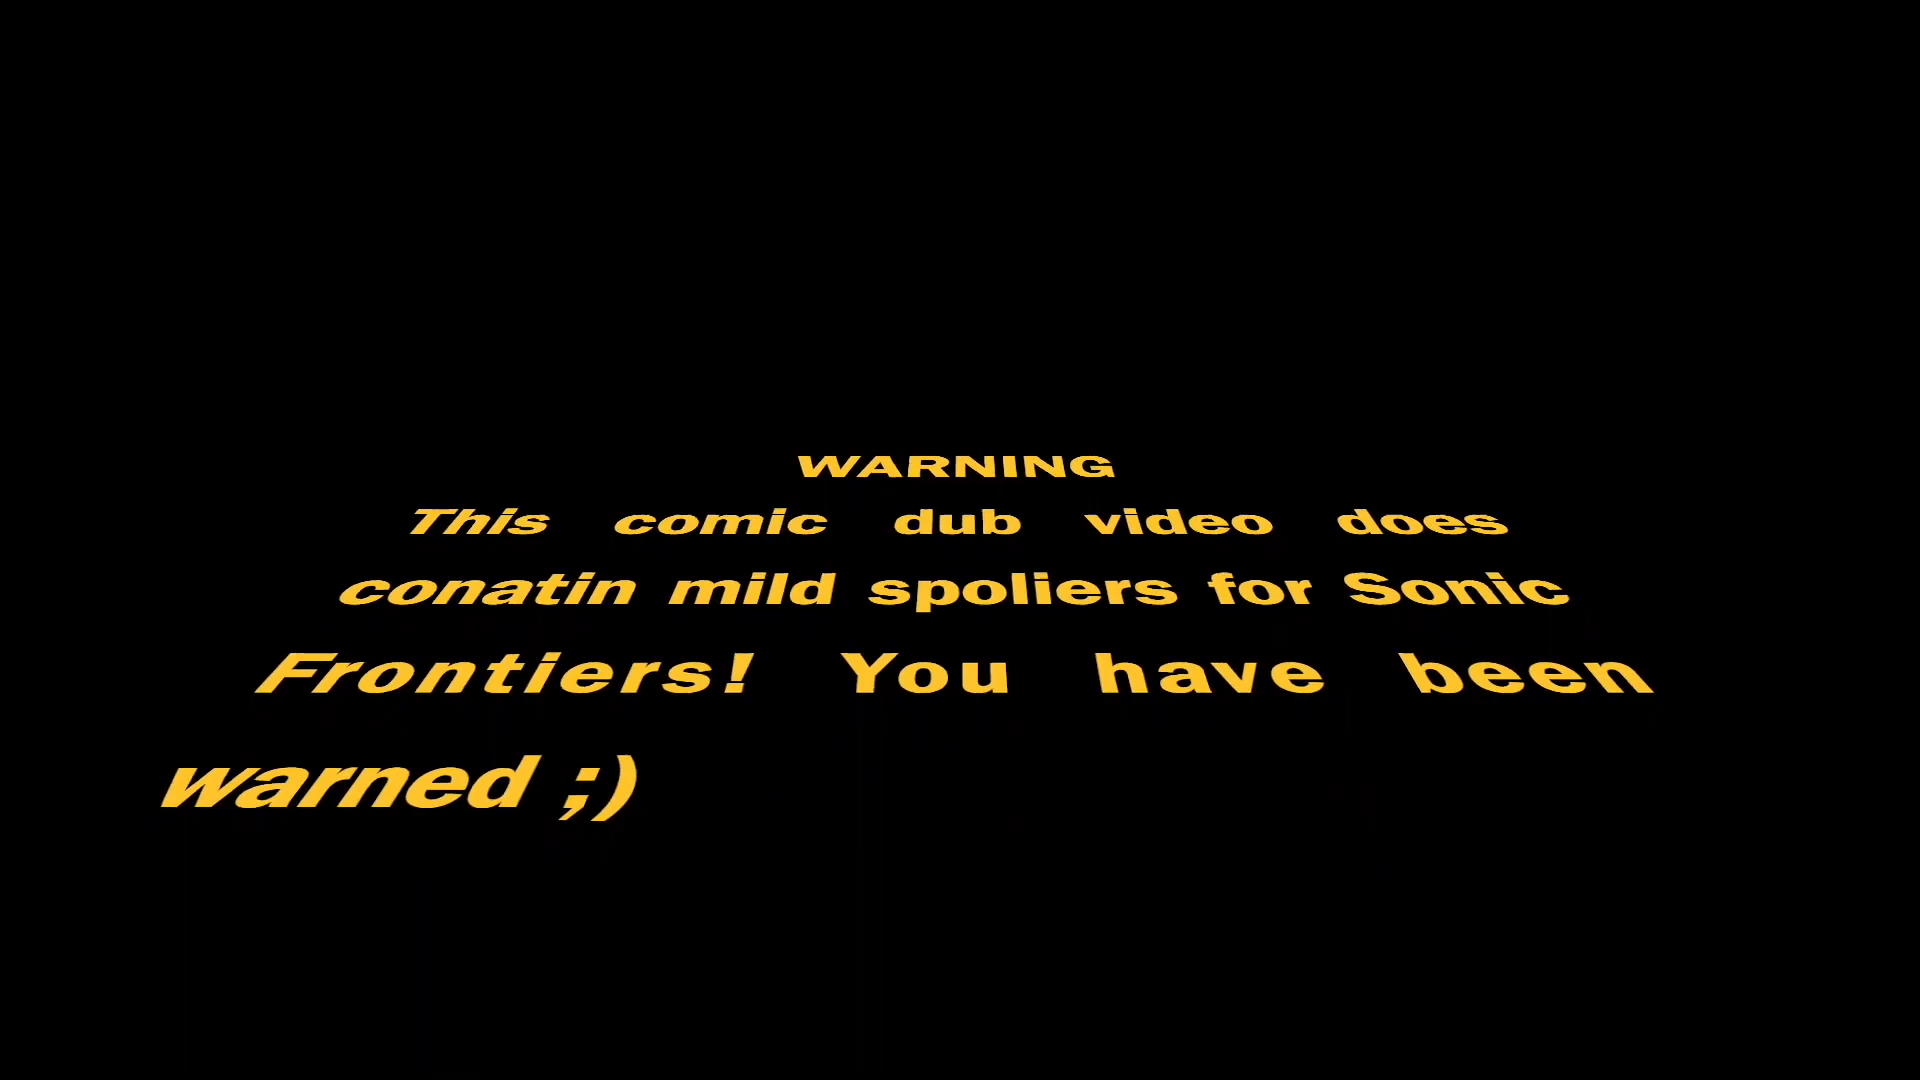 WARNING
This comic dub video does
conatin mild spoliers for Sonic
Frontiers! You have been
warned ;)